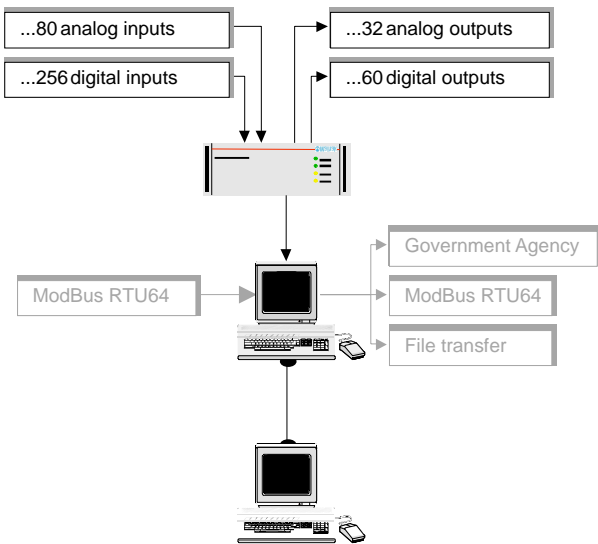 ...80 analog inputs
...32 analog outputs
...256 digital inputs
...60 digital outputs
Government Agency
ModBus RTU64
ModBus RTU64
File transfer